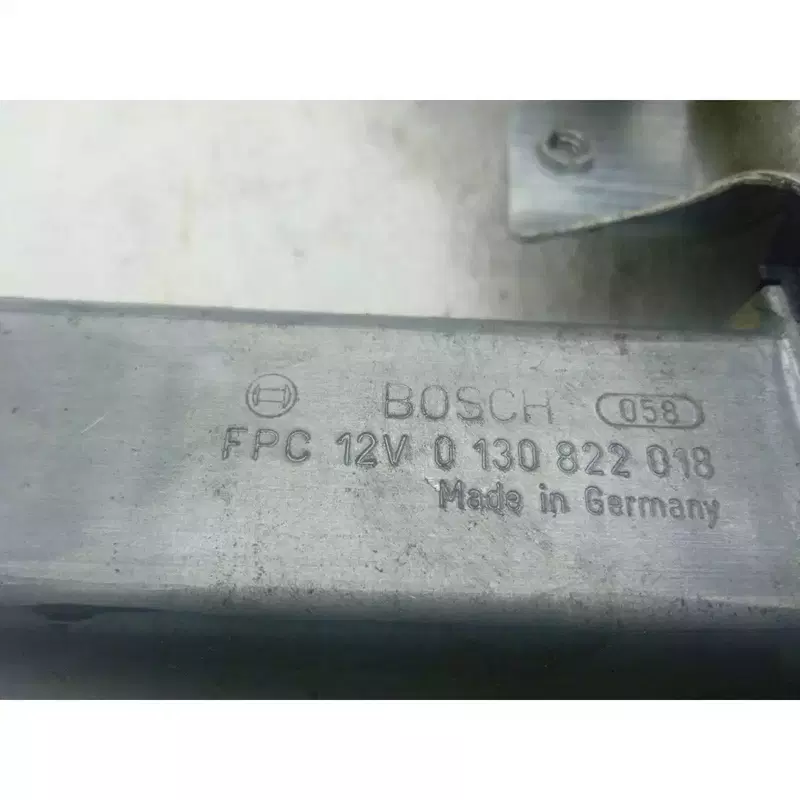 BOSCH 058
FPC 12V 0 130 822 018
Made in Germany